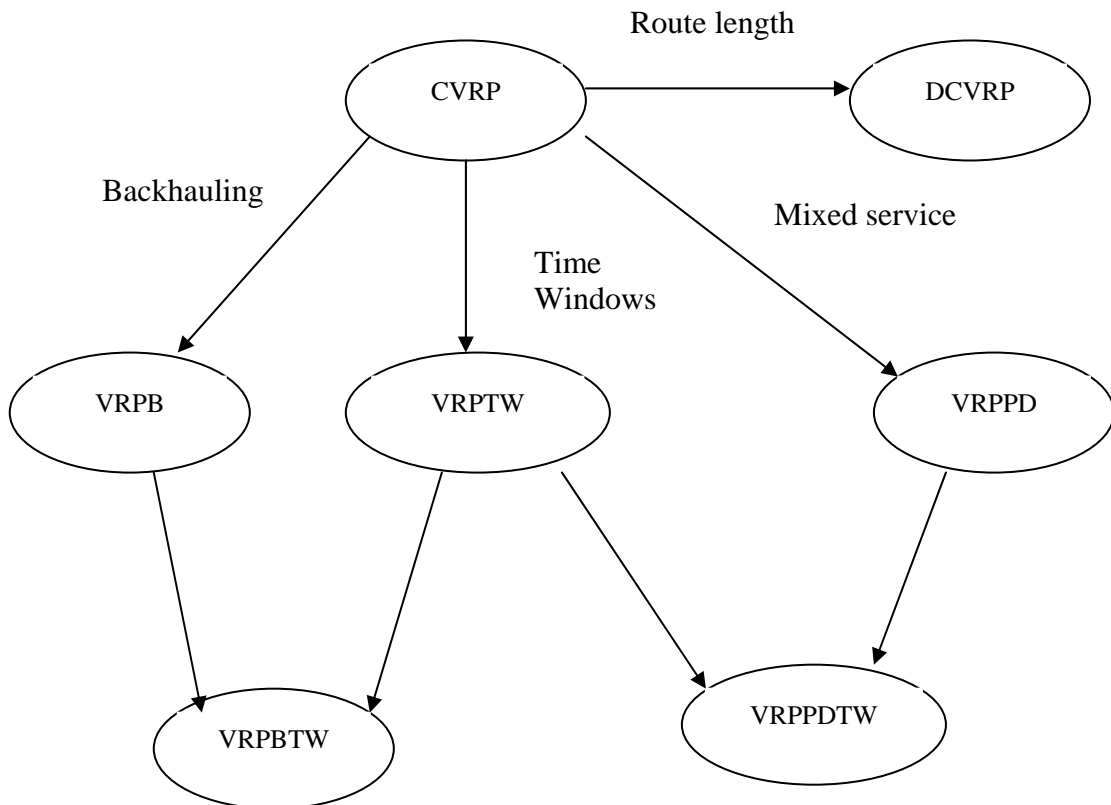 Route length
CVRP
DCVRP
Backhauling
Mixed service
Time
Windows
VRPB
VRPTW
VRPPD
VRPBTW
VRPPDTW